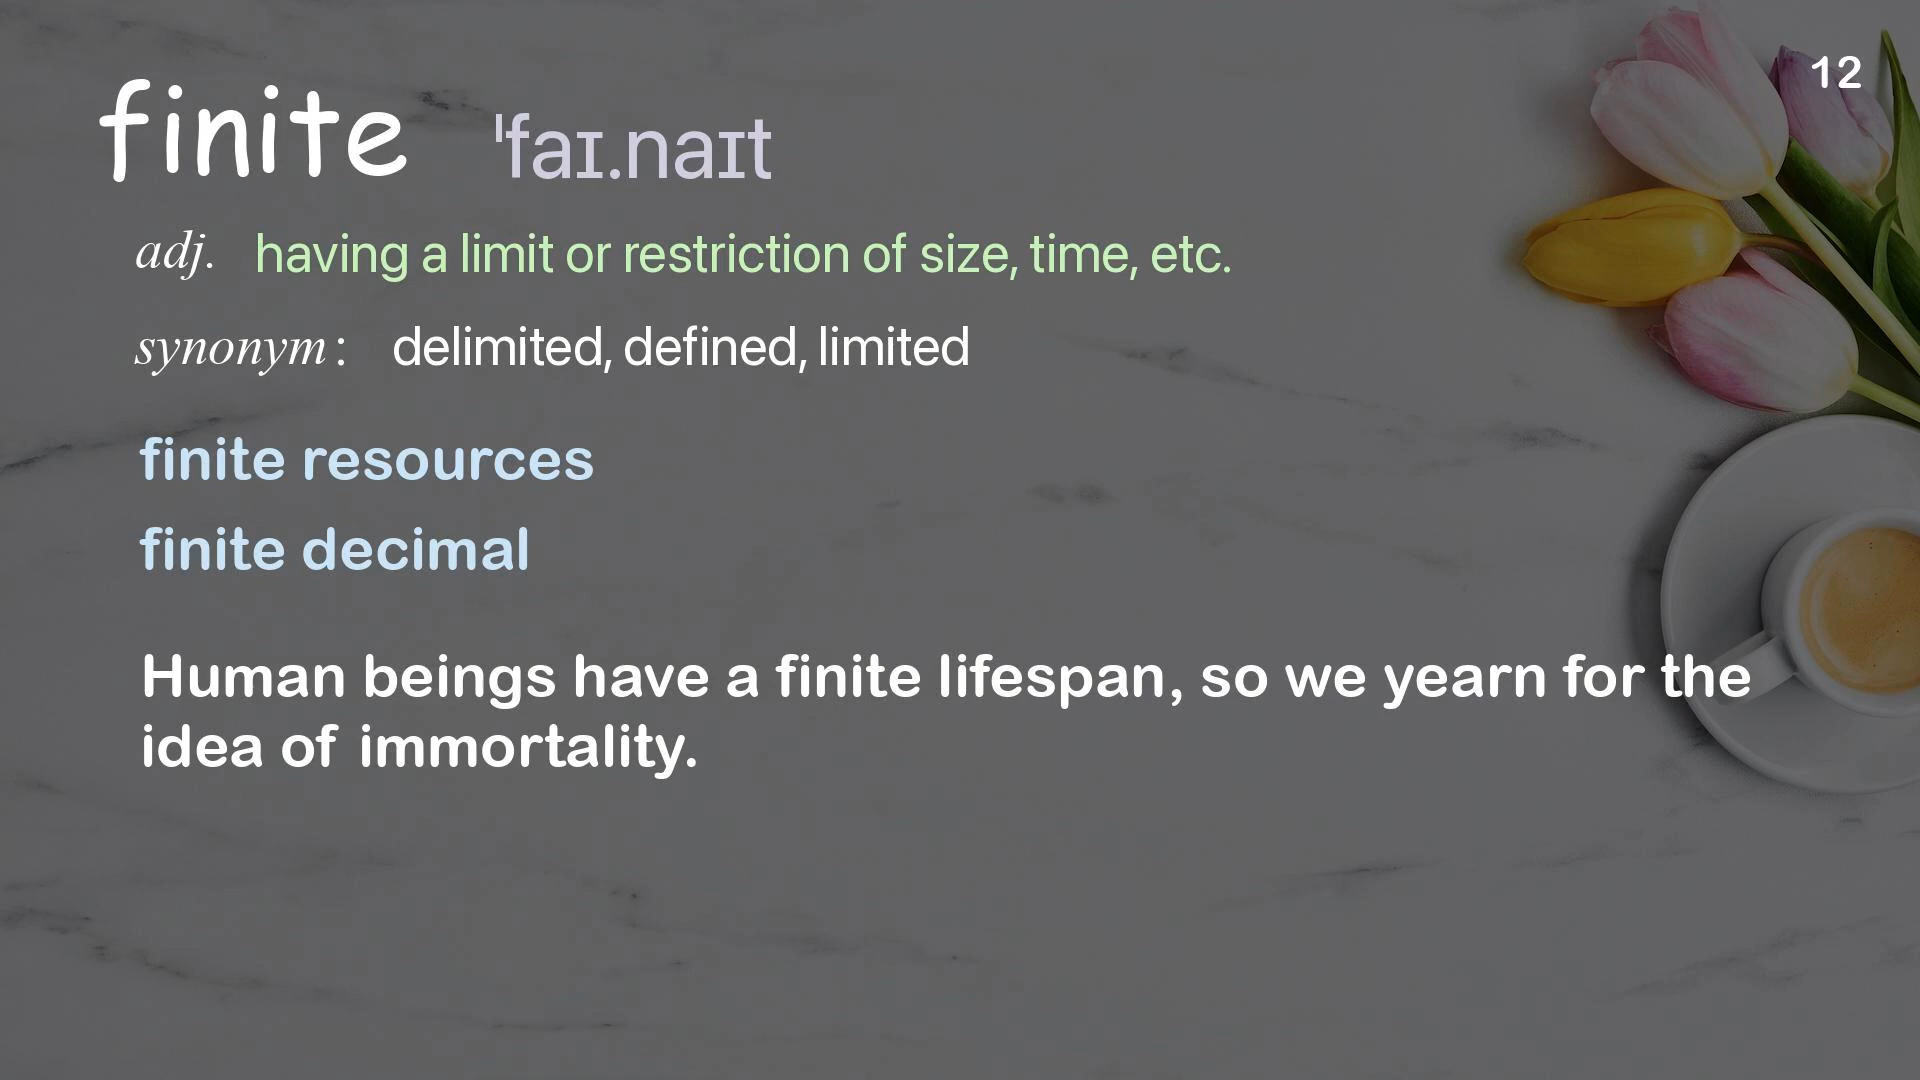 12
finite ˈfaɪ.naɪt
adj. having a limit or restriction of size, time, etc.
synonym: delimited, defined, limited
finite resources
finite decimal
Human beings have a finite lifespan, so we yearn for the
idea of immortality.